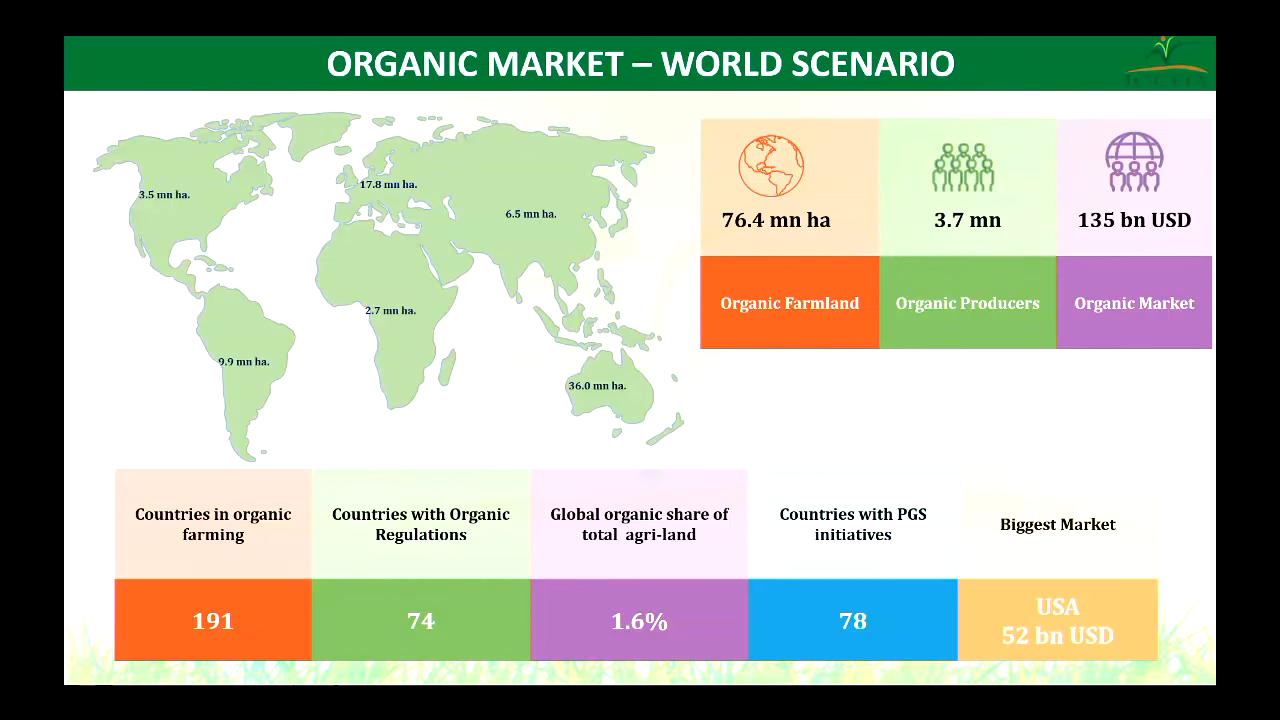 ORGANIC MARKET – WORLD SCENARIO
3.5 mn ha.
17.8 mn ha.
6.5 mn ha.
2.7 mn ha.
9.9 mn ha.
36.0 mn ha.
76.4 mn ha
3.7 mn
135 bn USD
Organic Farmland
Organic Producers
Organic Market
Countries in organic
farming
Countries with Organic
Regulations
Global organic share of
total agri-land
Countries with PGS
initiatives
Biggest Market
191
74
1.6%
78
USA
52 bn USD